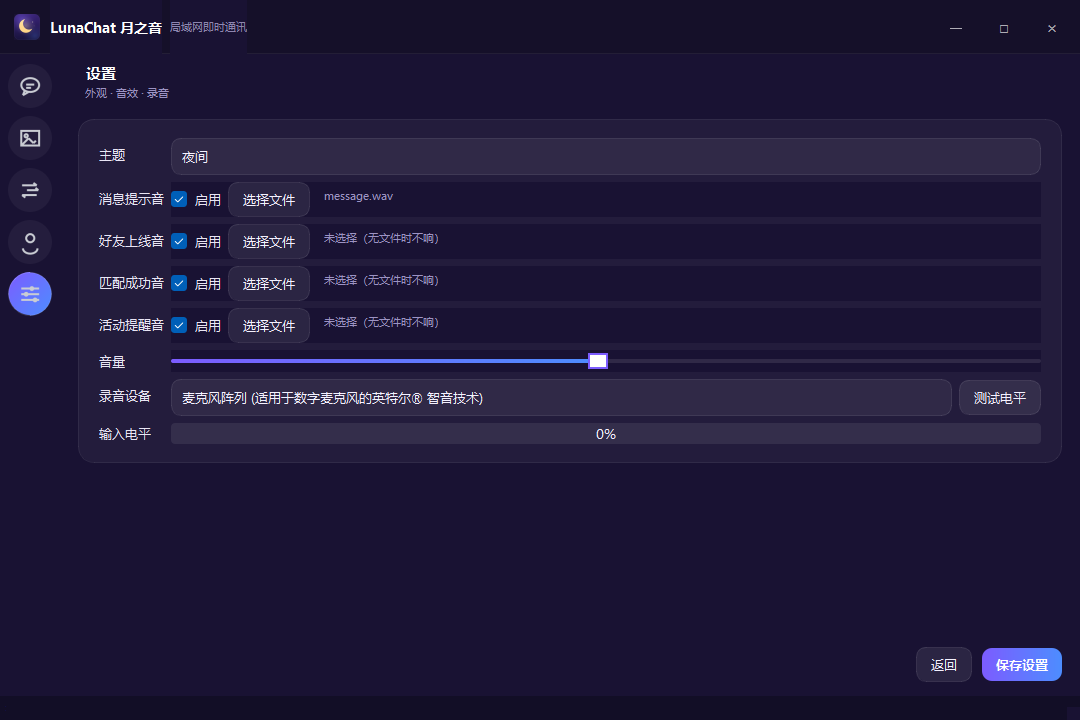 LunaChat 月之音 局域网即时通讯
设置
外观 · 音效 · 录音
主题 夜间
消息提示音 启用 选择文件 message.wav
好友上线音 启用 选择文件 未选择（无文件时不响）
匹配成功音 启用 选择文件 未选择（无文件时不响）
活动提醒音 启用 选择文件 未选择（无文件时不响）
音量
录音设备 麦克风阵列 (适用于数字麦克风的英特尔® 智音技术) 测试电平
输入电平 0%
返回 保存设置